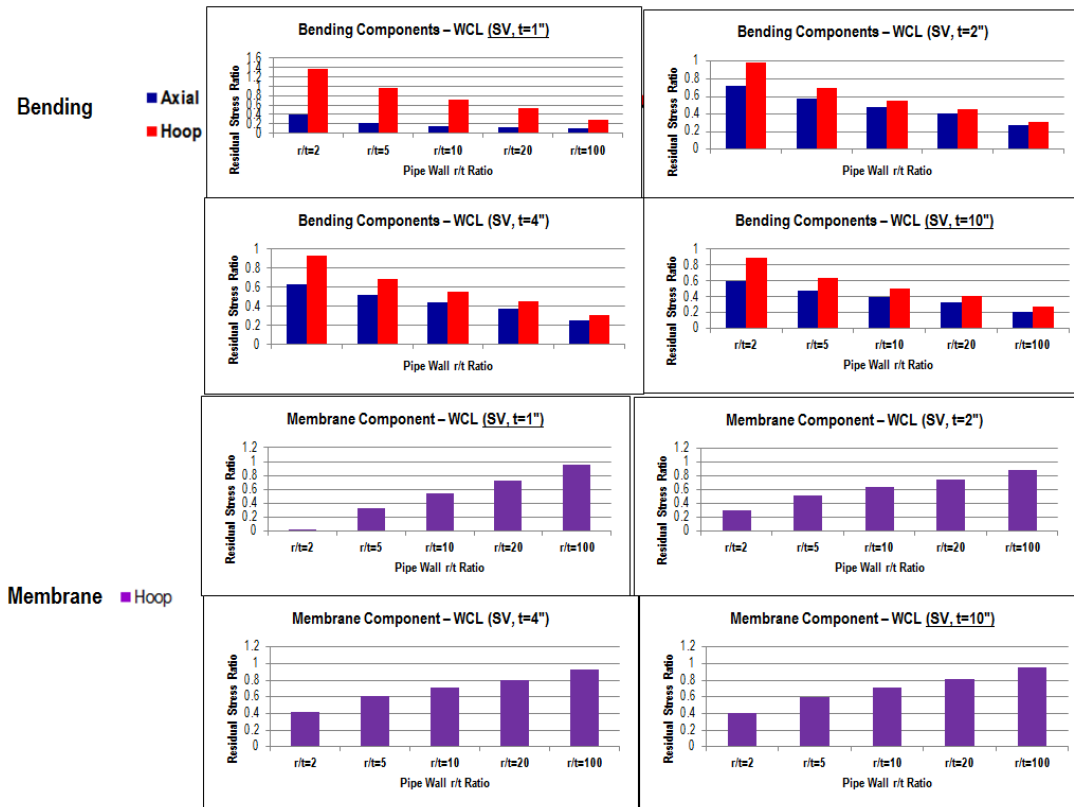 Bending
Axial
Hoop
Bending Components – WCL (SV, t=1")
Residual Stress Ratio
1.6
1.4
1.2
1
0.8
0.6
0.4
0.2
0
r/t=2 r/t=5 r/t=10 r/t=20 r/t=100
Pipe Wall r/t Ratio
Bending Components – WCL (SV, t=2")
Residual Stress Ratio
1
0.8
0.6
0.4
0.2
0
r/t=2 r/t=5 r/t=10 r/t=20 r/t=100
Pipe Wall r/t Ratio
Bending Components – WCL (SV, t=4")
Residual Stress Ratio
1
0.8
0.6
0.4
0.2
0
Pipe Wall r/t Ratio
Bending Components – WCL (SV, t=10")
Residual Stress Ratio
1
0.8
0.6
0.4
0.2
0
r/t=2 r/t=5 r/t=10 r/t=20 r/t=100
Pipe Wall r/t Ratio
Membrane Hoop
Membrane Component – WCL (SV, t=1")
Residual Stress Ratio
1.2
1
0.8
0.6
0.4
0.2
0
r/t=2 r/t=5 r/t=10 r/t=20 r/t=100
Pipe Wall r/t Ratio
Membrane Component – WCL (SV, t=2")
Residual Stress Ratio
1.2
1
0.8
0.6
0.4
0.2
0
r/t=2 r/t=5 r/t=10 r/t=20 r/t=100
Pipe Wall r/t Ratio
Membrane Component – WCL (SV, t=4")
Residual Stress Ratio
1.2
1
0.8
0.6
0.4
0.2
0
r/t=2 r/t=5 r/t=10 r/t=20 r/t=100
Pipe Wall r/t Ratio
Membrane Component – WCL (SV, t=10")
Residual Stress Ratio
1.2
1
0.8
0.6
0.4
0.2
0
r/t=2 r/t=5 r/t=10 r/t=20 r/t=100
Pipe Wall r/t Ratio